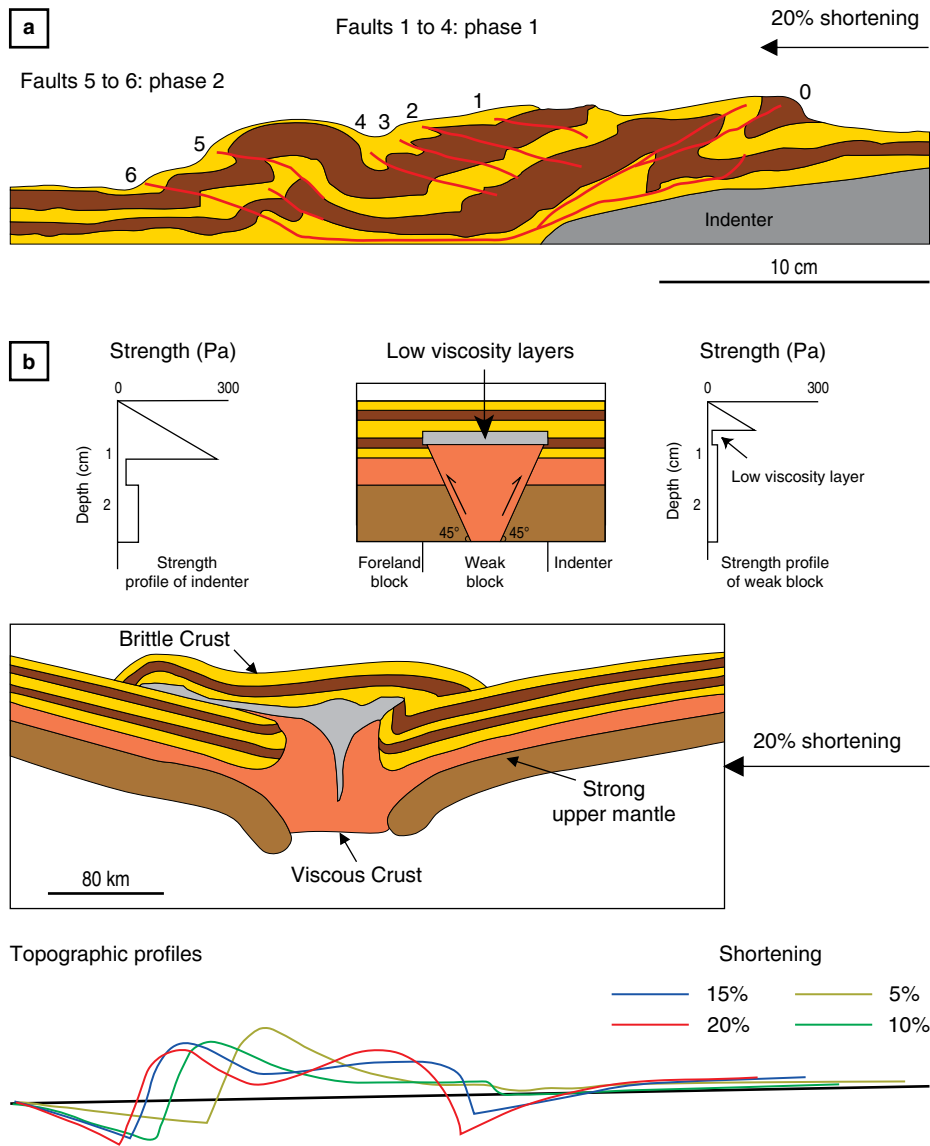 a
Faults 1 to 4: phase 1
20% shortening
Faults 5 to 6: phase 2
0
1
2
3
4
5
6
Indenter
10 cm
b
Strength (Pa)
0 300
Depth (cm)
1
2
Strength
profile of indenter
Low viscosity layers
45° 45°
Foreland
block
Weak
block
Indenter
Strength (Pa)
0 300
Depth (cm)
1
2
Low viscosity layer
Strength profile
of weak block
Brittle Crust
20% shortening
Strong
upper mantle
Viscous Crust
80 km
Topographic profiles
Shortening
15% 5%
20% 10%